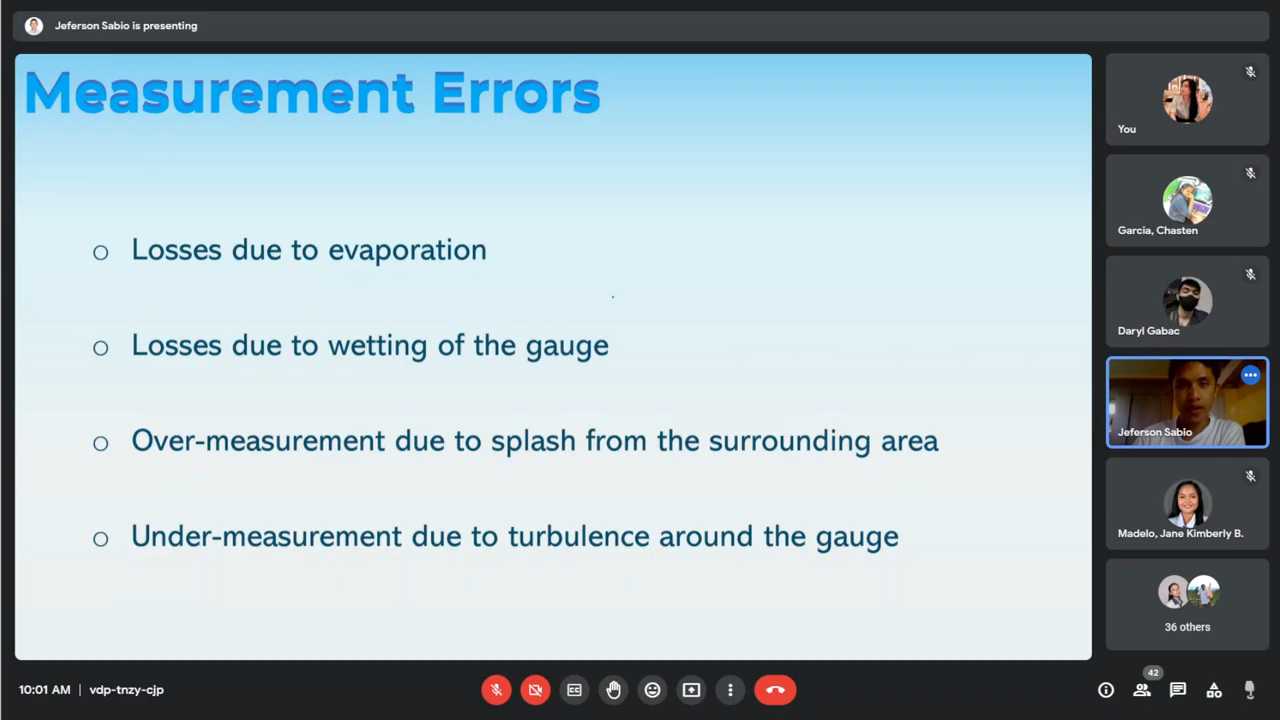 Jeferson Sabio is presenting
Measurement Errors
o Losses due to evaporation
o Losses due to wetting of the gauge
o Over-measurement due to splash from the surrounding area
o Under-measurement due to turbulence around the gauge
You
Garcia, Chasten
Daryl Gabac
Jeferson Sabio
Madelo, Jane Kimberly B.
36 others
10:01 AM | vdp-tnzy-cjp
CC
42